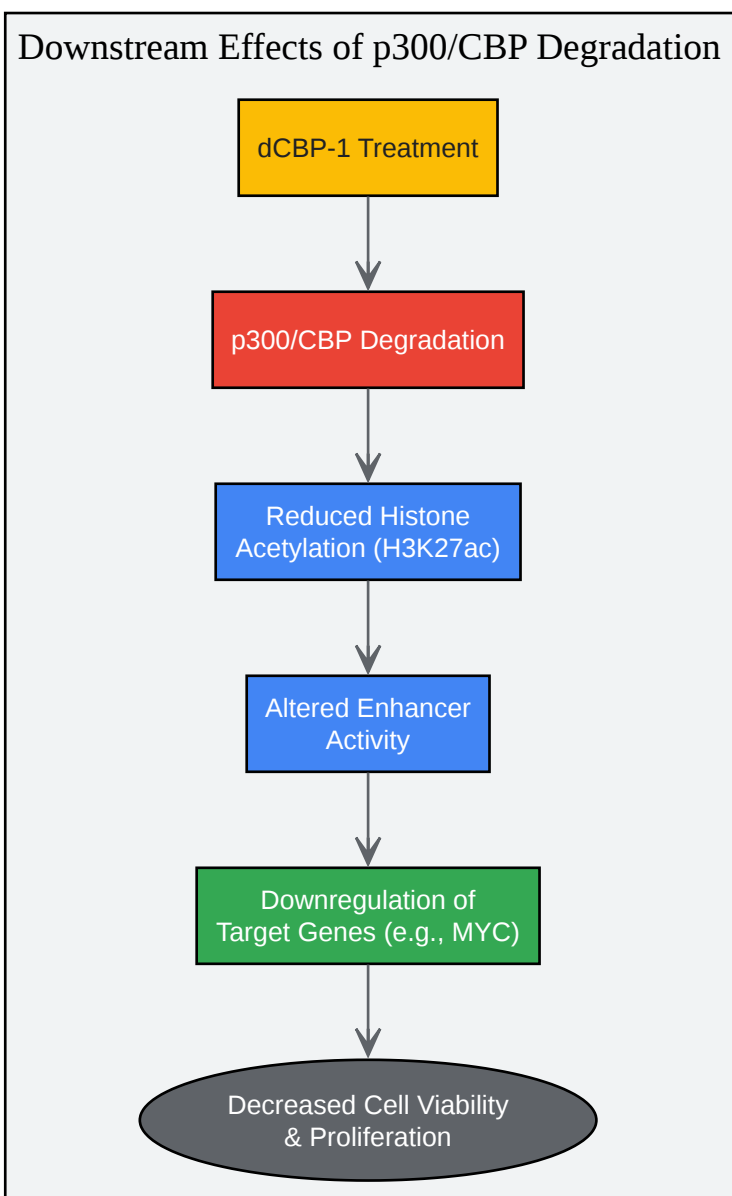 Downstream Effects of p300/CBP Degradation
dCBP-1 Treatment
p300/CBP Degradation
Reduced Histone
Acetylation (H3K27ac)
Altered Enhancer
Activity
Downregulation of
Target Genes (e.g., MYC)
Decreased Cell Viability
& Proliferation